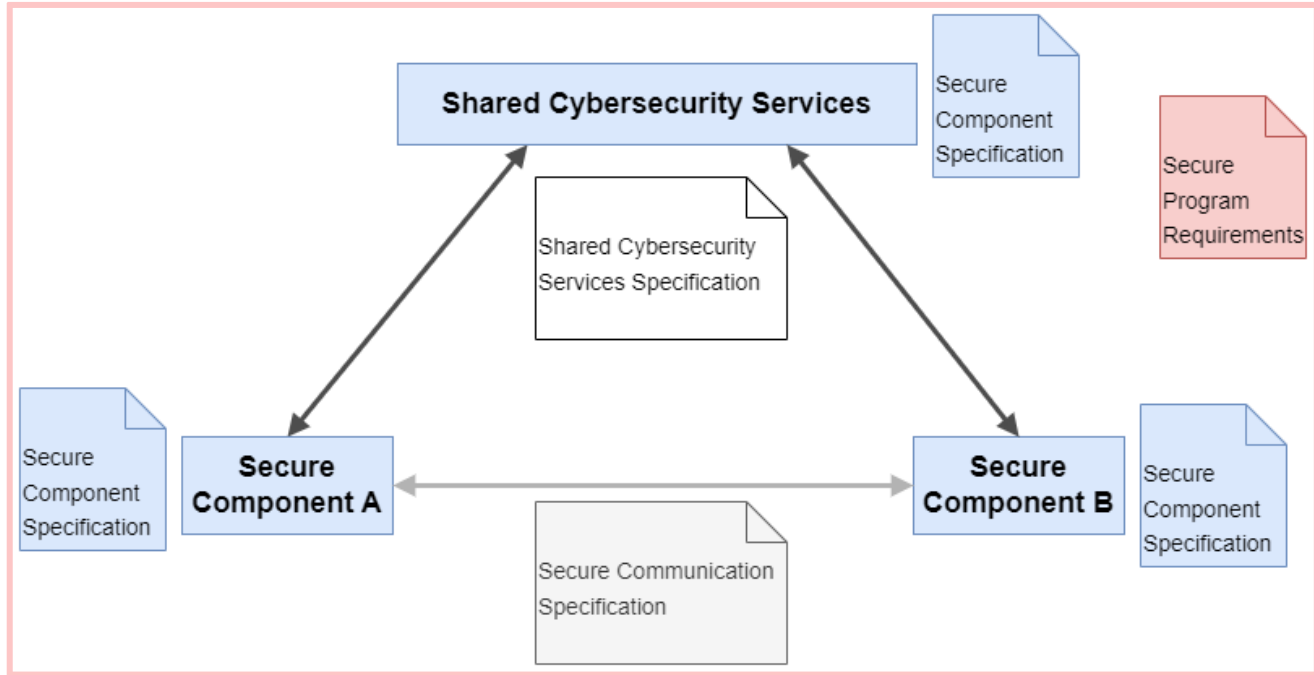 Shared Cybersecurity Services
Secure
Component
Specification
Secure
Program
Requirements
Shared Cybersecurity
Services Specification
Secure
Component
Specification
Secure
Component A
Secure
Component B
Secure
Component
Specification
Secure Communication
Specification